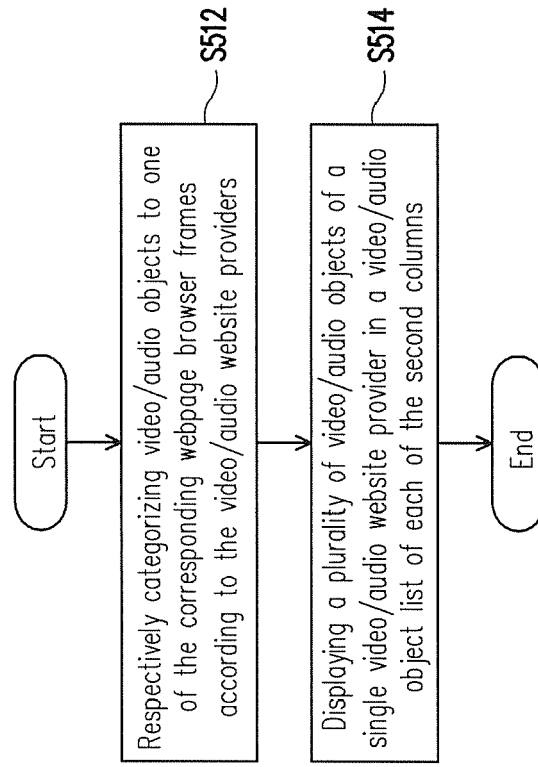 Start
Respectively categorizing video/audio objects to one
of the corresponding webpage browser frames
according to the video/audio website providers
S512
Displaying a plurality of video/audio objects of a
single video/audio website provider in a video/audio
object list of each of the second columns
S514
End